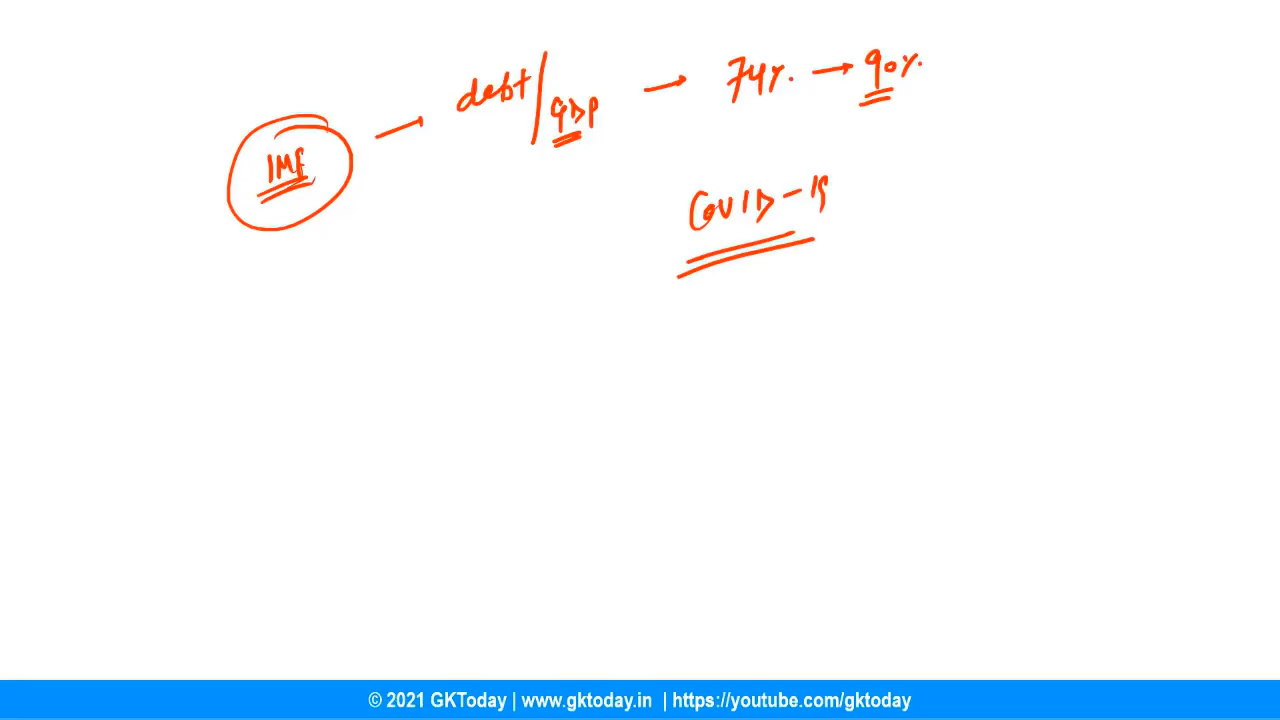 IMF → debt/GDP → 74% → 90%
COVID-19
© 2021 GKToday | www.gktoday.in | https://youtube.com/gktoday